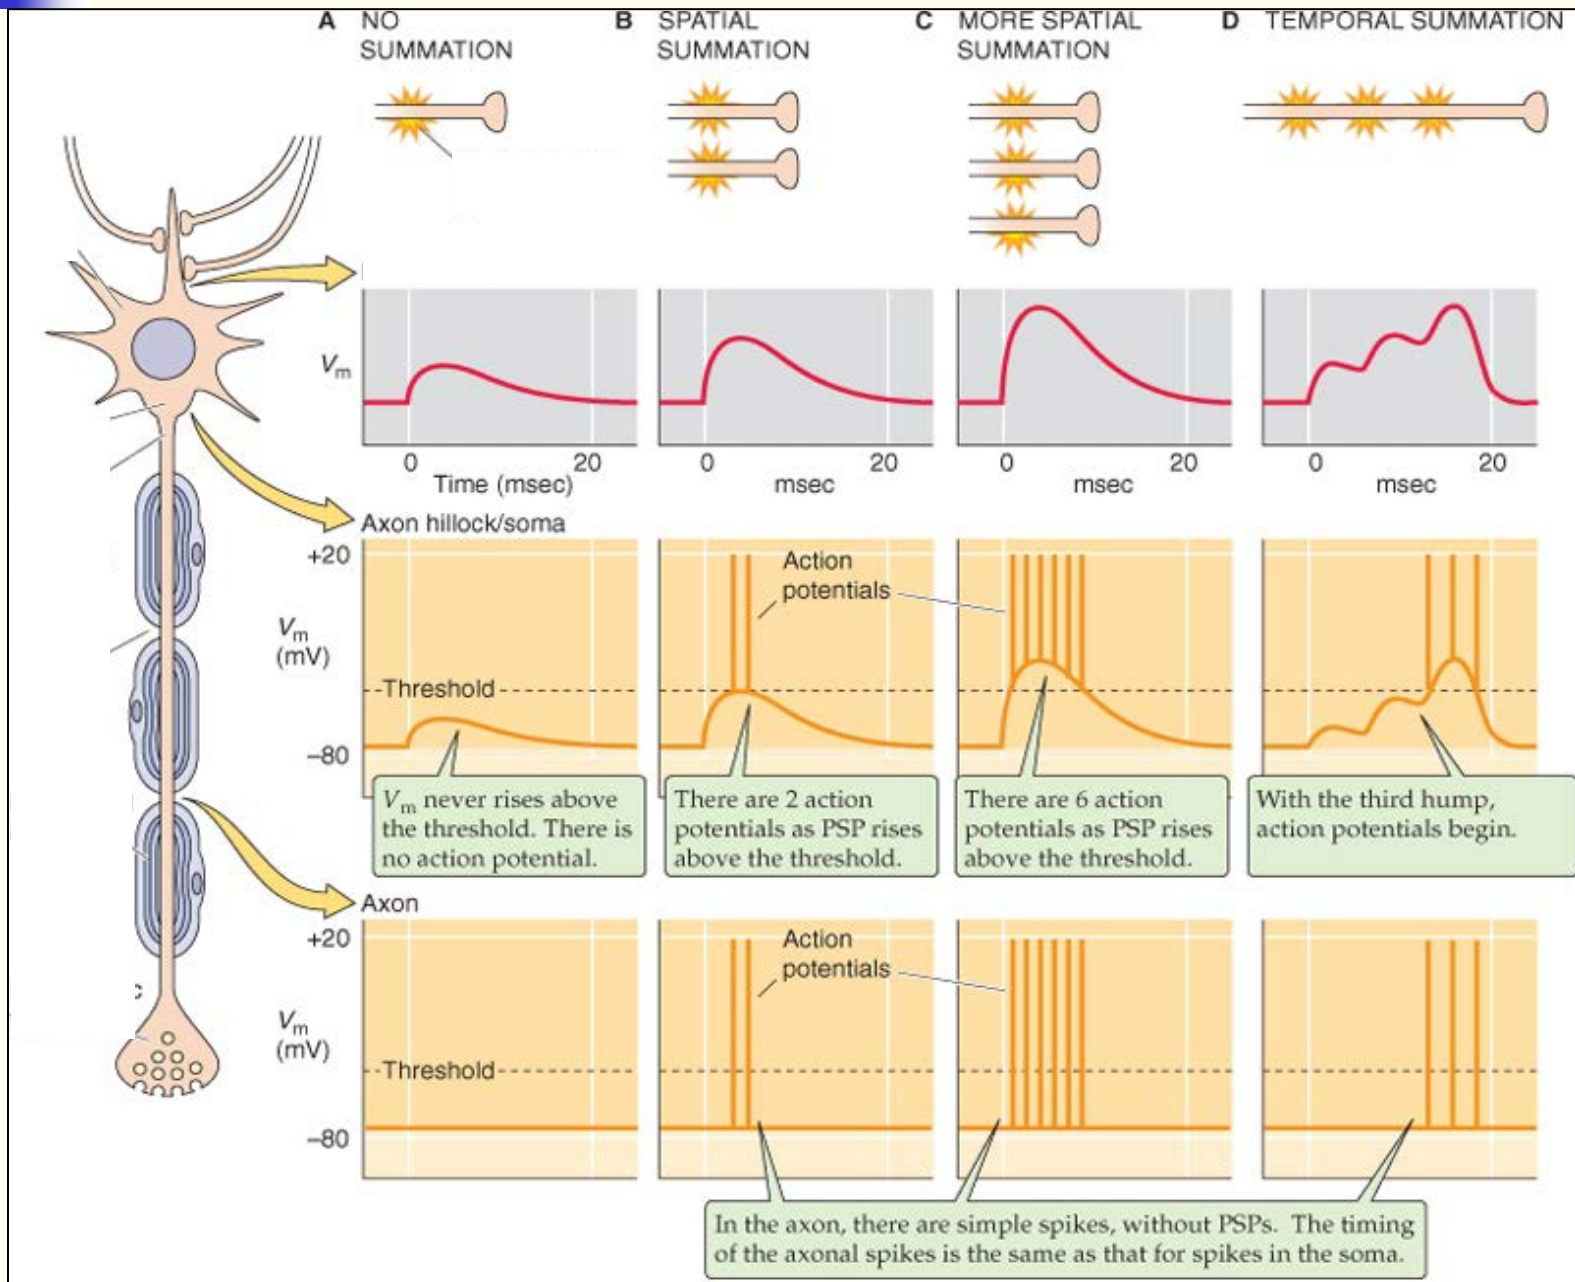 A NO SUMMATION
B SPATIAL SUMMATION
C MORE SPATIAL SUMMATION
D TEMPORAL SUMMATION
Vm
0 20
Time (msec)
0 20
msec
0 20
msec
0 20
msec
Axon hillock/soma
+20
Vm
(mV)
Threshold
–80
Action
potentials
Vm never rises above
the threshold. There is
no action potential.
There are 2 action
potentials as PSP rises
above the threshold.
There are 6 action
potentials as PSP rises
above the threshold.
With the third hump,
action potentials begin.
Axon
+20
Vm
(mV)
Threshold
–80
Action
potentials
In the axon, there are simple spikes, without PSPs. The timing
of the axonal spikes is the same as that for spikes in the soma.
c